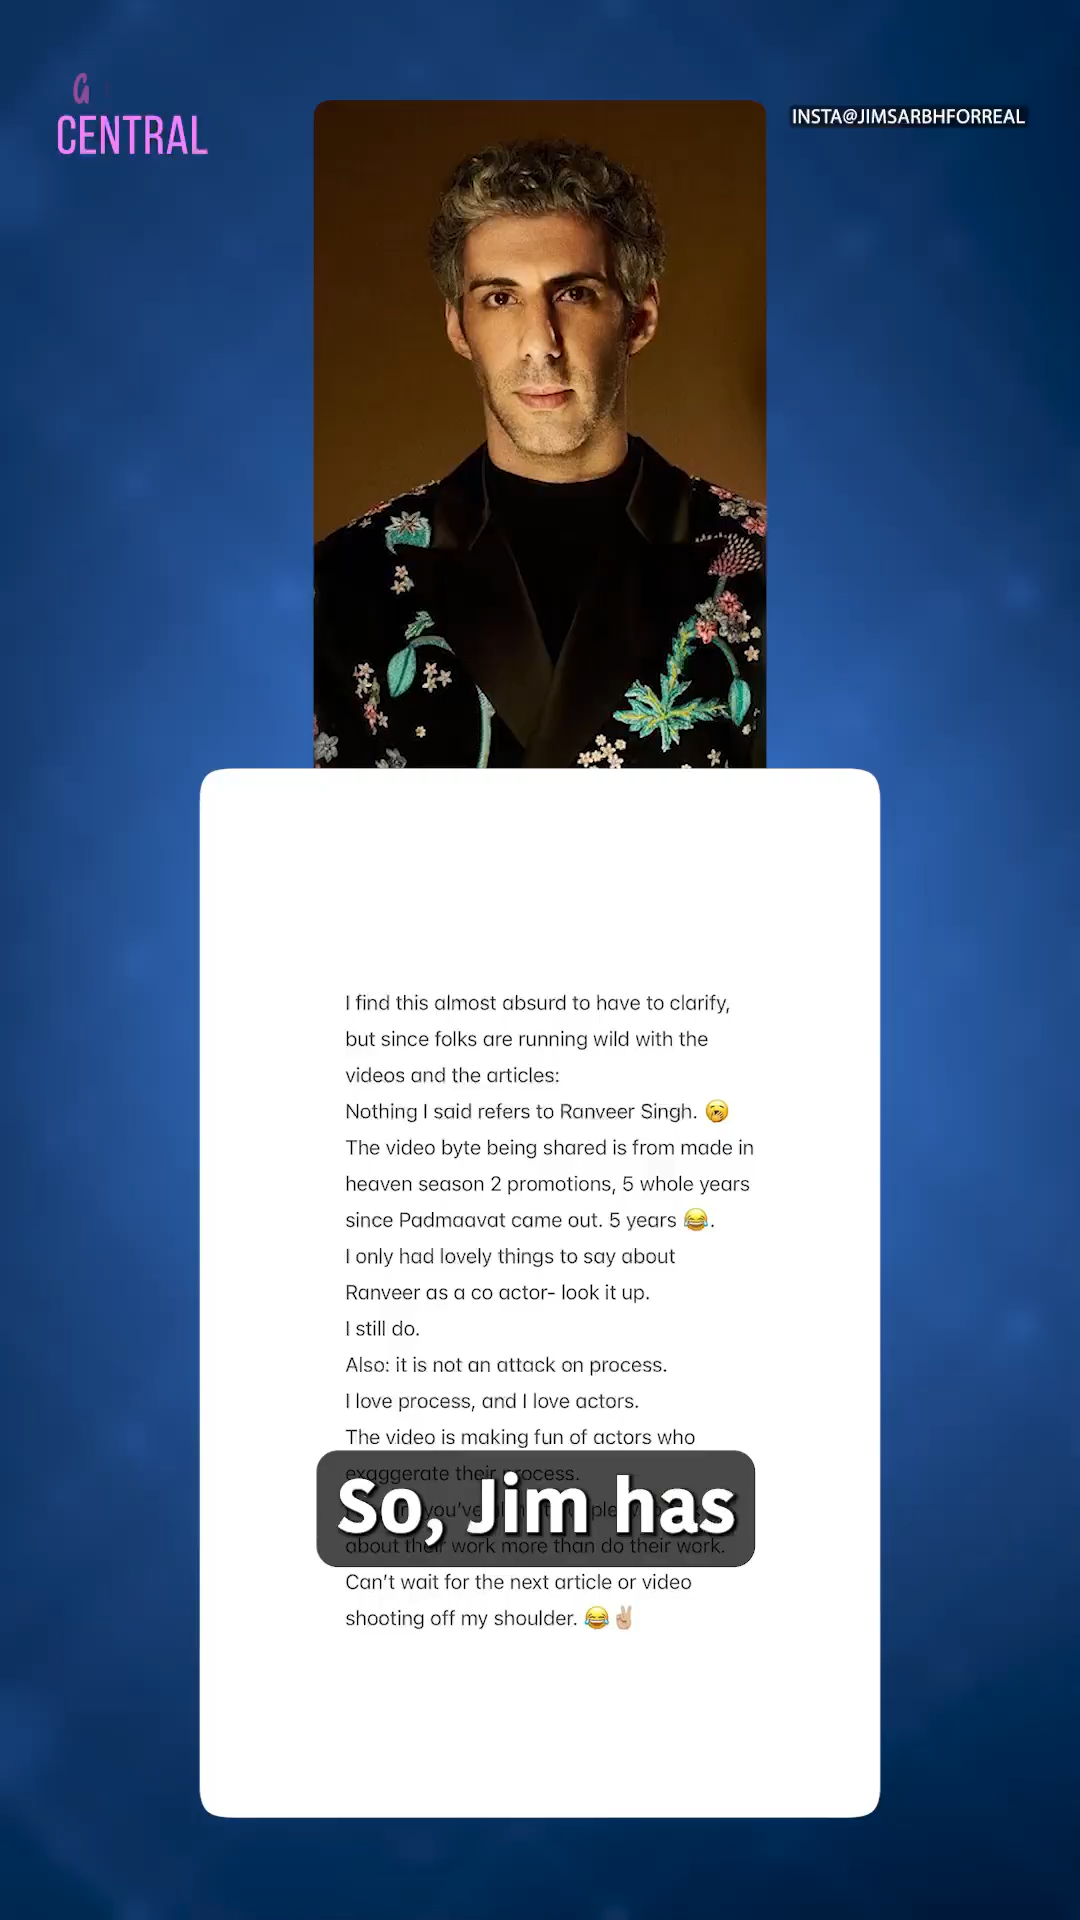 G
CENTRAL
INSTA@JIMSARBHFORREAL
I find this almost absurd to have to clarify,
but since folks are running wild with the
videos and the articles:
Nothing I said refers to Ranveer Singh. 🥱
The video byte being shared is from made in
heaven season 2 promotions, 5 whole years
since Padmaavat came out. 5 years 😂.
I only had lovely things to say about
Ranveer as a co actor- look it up.
I still do.
Also: it is not an attack on process.
I love process, and I love actors.
The video is making fun of actors who
exaggerate their process.
you've
about their work more than do their work.
So, Jim has
Can't wait for the next article or video
shooting off my shoulder. 😂✌🏼